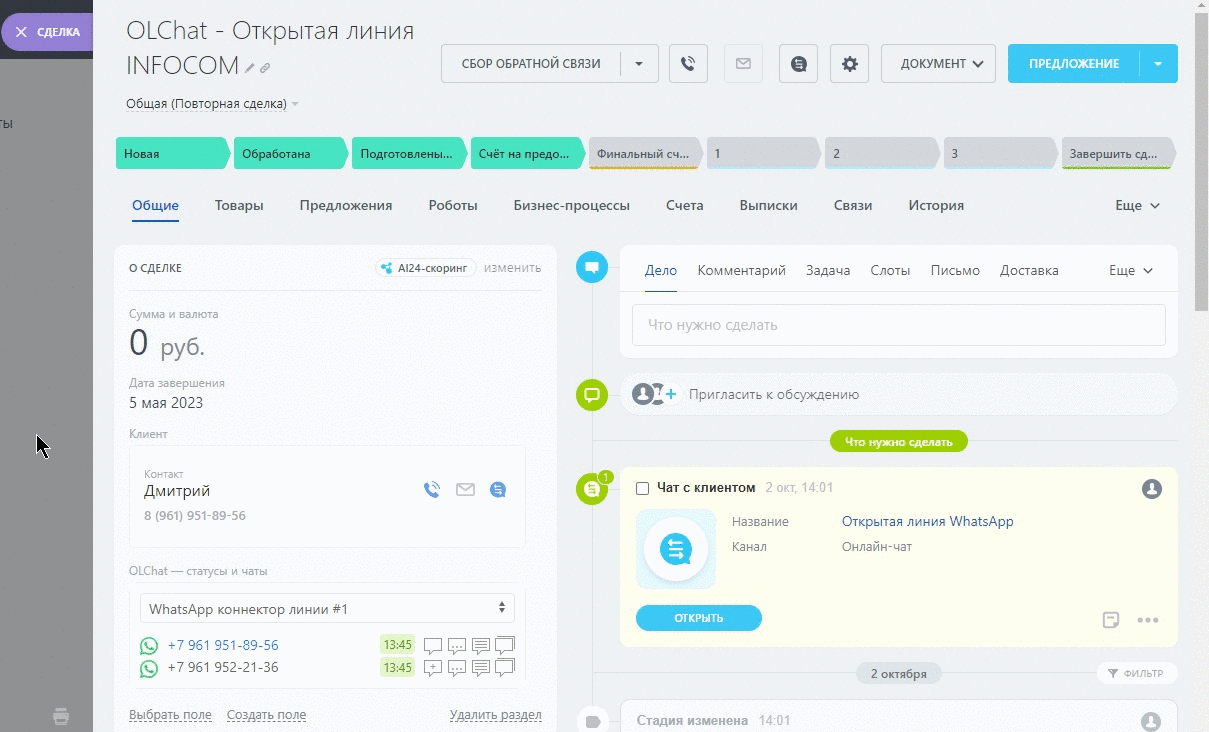 СДЕЛКА
ты
OLChat - Открытая линия
INFOCOM
СБОР ОБРАТНОЙ СВЯЗИ
ДОКУМЕНТ
ПРЕДЛОЖЕНИЕ
Общая (Повторная сделка)
Новая
Обработана
Подготовлены...
Счёт на предо...
Финальный сч...
1
2
3
Завершить сд...
Общие
Товары
Предложения
Роботы
Бизнес-процессы
Счета
Выписки
Связи
История
Еще
О СДЕЛКЕ
AI24-скоринг
изменить
Сумма и валюта
0 руб.
Дата завершения
5 мая 2023
Клиент
Контакт
Дмитрий
8 (961) 951-89-56
OLChat — статусы и чаты
WhatsApp коннектор линии #1
+7 961 951-89-56 13:45
+7 961 952-21-36 13:45
Выбрать поле Создать поле Удалить раздел
Дело
Комментарий
Задача
Слоты
Письмо
Доставка
Еще
Что нужно сделать
Пригласить к обсуждению
Что нужно сделать
1
Чат с клиентом 2 окт, 14:01
Название Открытая линия WhatsApp
Канал Онлайн-чат
ОТКРЫТЬ
2 октября
ФИЛЬТР
Стадия изменена 14:01